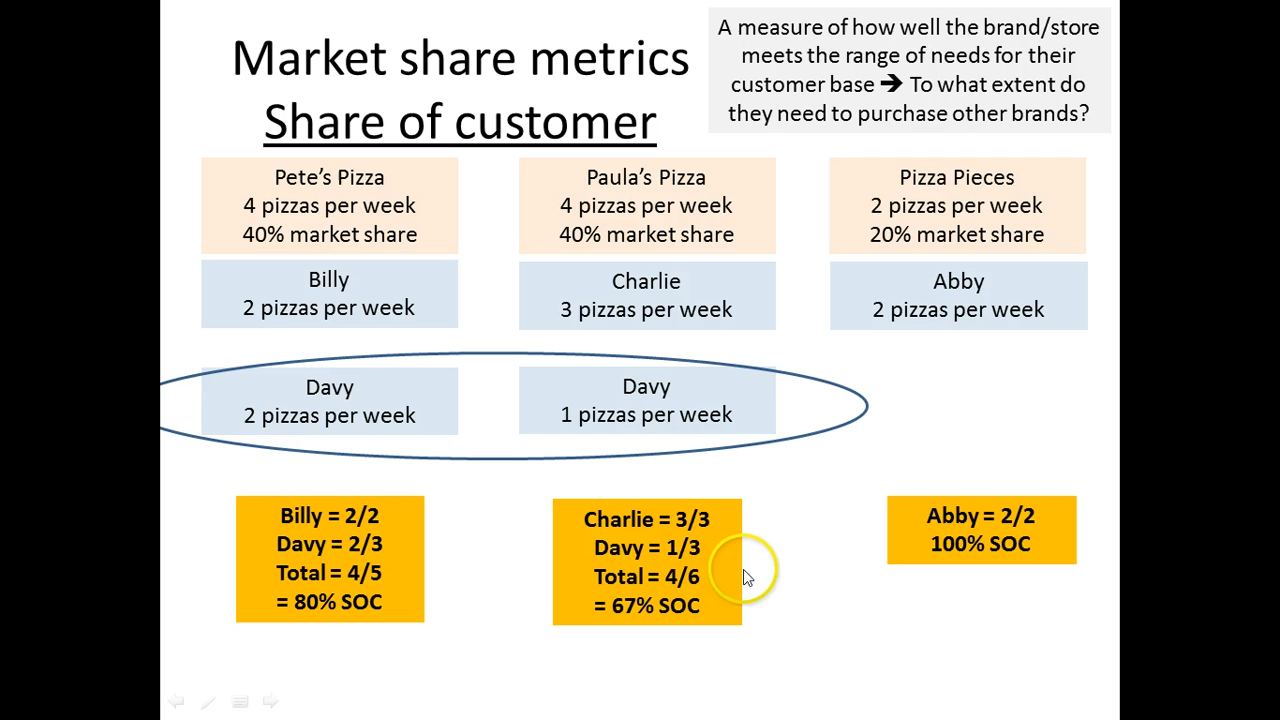 Market share metrics
Share of customer
A measure of how well the brand/store
meets the range of needs for their
customer base ➔ To what extent do
they need to purchase other brands?
Pete's Pizza
4 pizzas per week
40% market share
Paula's Pizza
4 pizzas per week
40% market share
Pizza Pieces
2 pizzas per week
20% market share
Billy
2 pizzas per week
Charlie
3 pizzas per week
Abby
2 pizzas per week
Davy
2 pizzas per week
Davy
1 pizzas per week
Billy = 2/2
Davy = 2/3
Total = 4/5
= 80% SOC
Charlie = 3/3
Davy = 1/3
Total = 4/6
= 67% SOC
Abby = 2/2
100% SOC